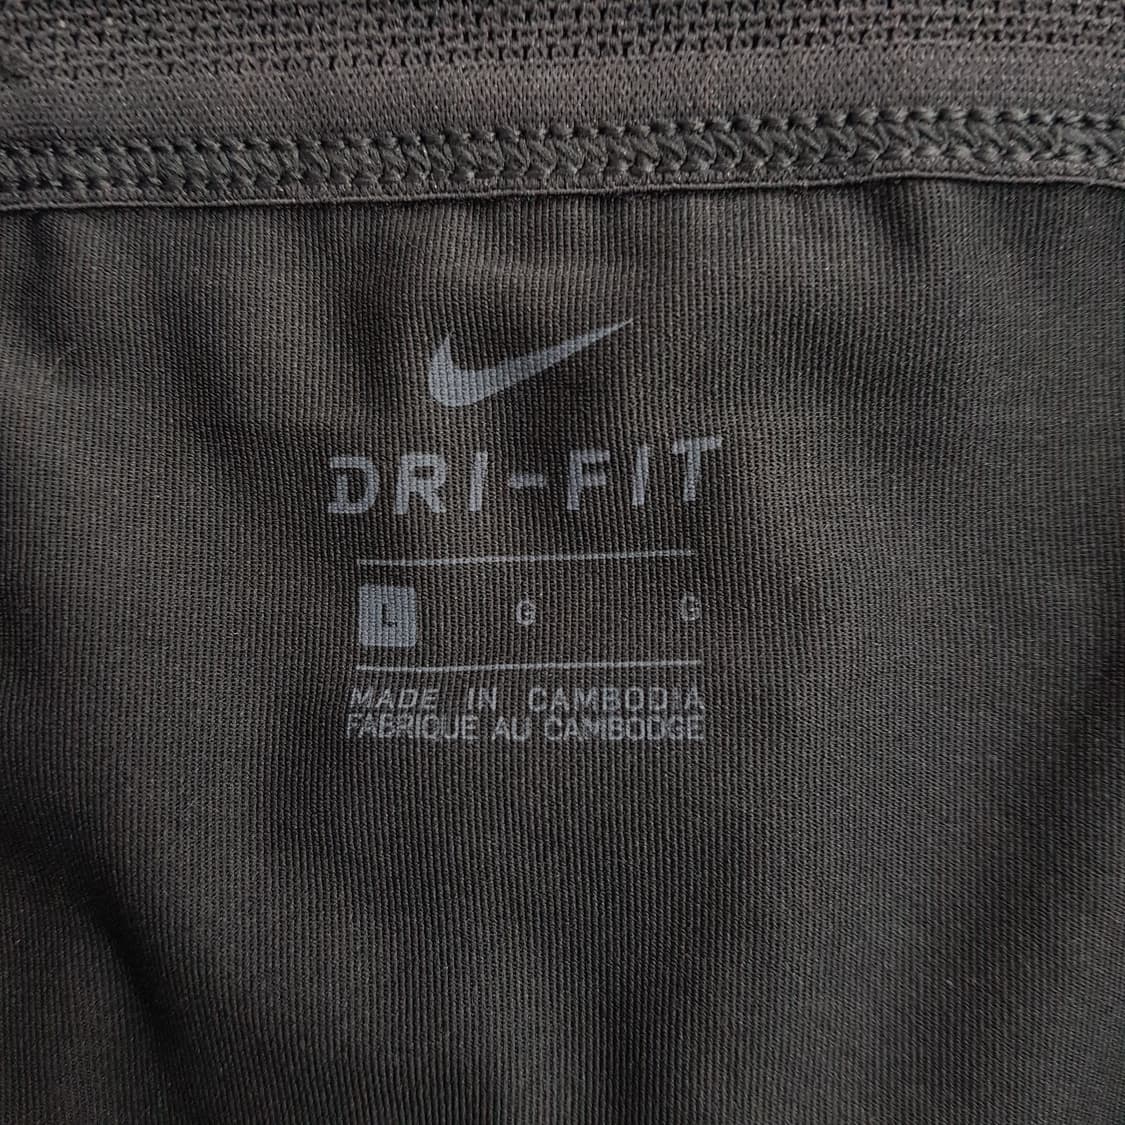 DRI-FIT
L G G
MADE IN CAMBODIA
FABRIQUE AU CAMBODGE